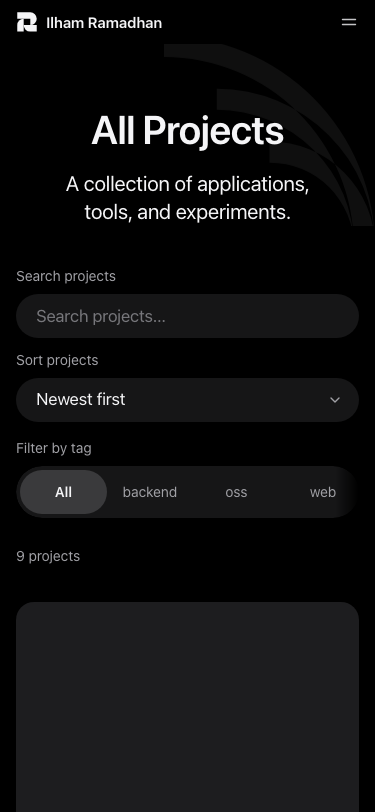 Ilham Ramadhan
All Projects
A collection of applications,
tools, and experiments.
Search projects
Search projects...
Sort projects
Newest first
Filter by tag
All backend oss web
9 projects